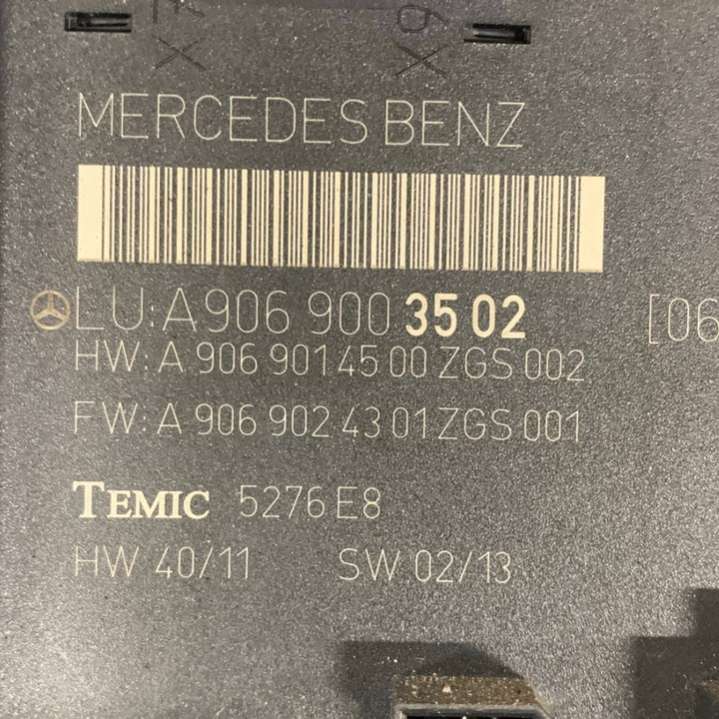 MERCEDES BENZ
LU: A 906 900 35 02 [06
HW: A 906 901 45 00 ZGS 002
FW: A 906 902 43 01 ZGS 001
TEMIC 5276 E8
HW 40/11 SW 02/13